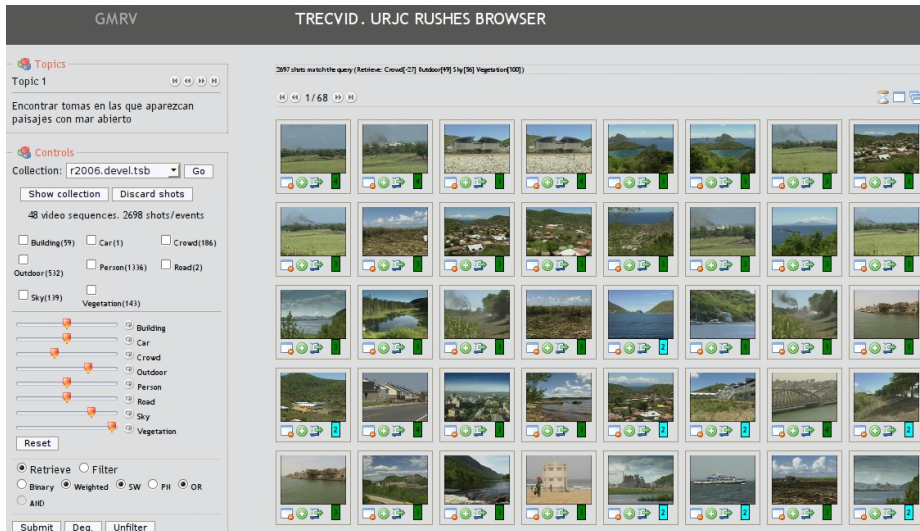 GMRV
TRECVID. URJC RUSHES BROWSER
Topics
Topic 1
Encontrar tomas en las que aparezcan
paisajes con mar abierto
Controls
Collection: r2006.devel.tsb Go
Show collection Discard shots
48 video sequences. 2698 shots/events
Building(59) Car(1) Crowd(186)
Outdoor(532) Person(1336) Road(2)
Sky(139) Vegetation(143)
Building
Car
Crowd
Outdoor
Person
Road
Sky
Vegetation
Reset
Retrieve Filter
Binary Weighted SW PN OR
AND
Submit Deg. Unfilter
2697 shots match the query (Retrieve: Crowd[-27] Outdoor[49] Sky[56] Vegetation[100])
1/68